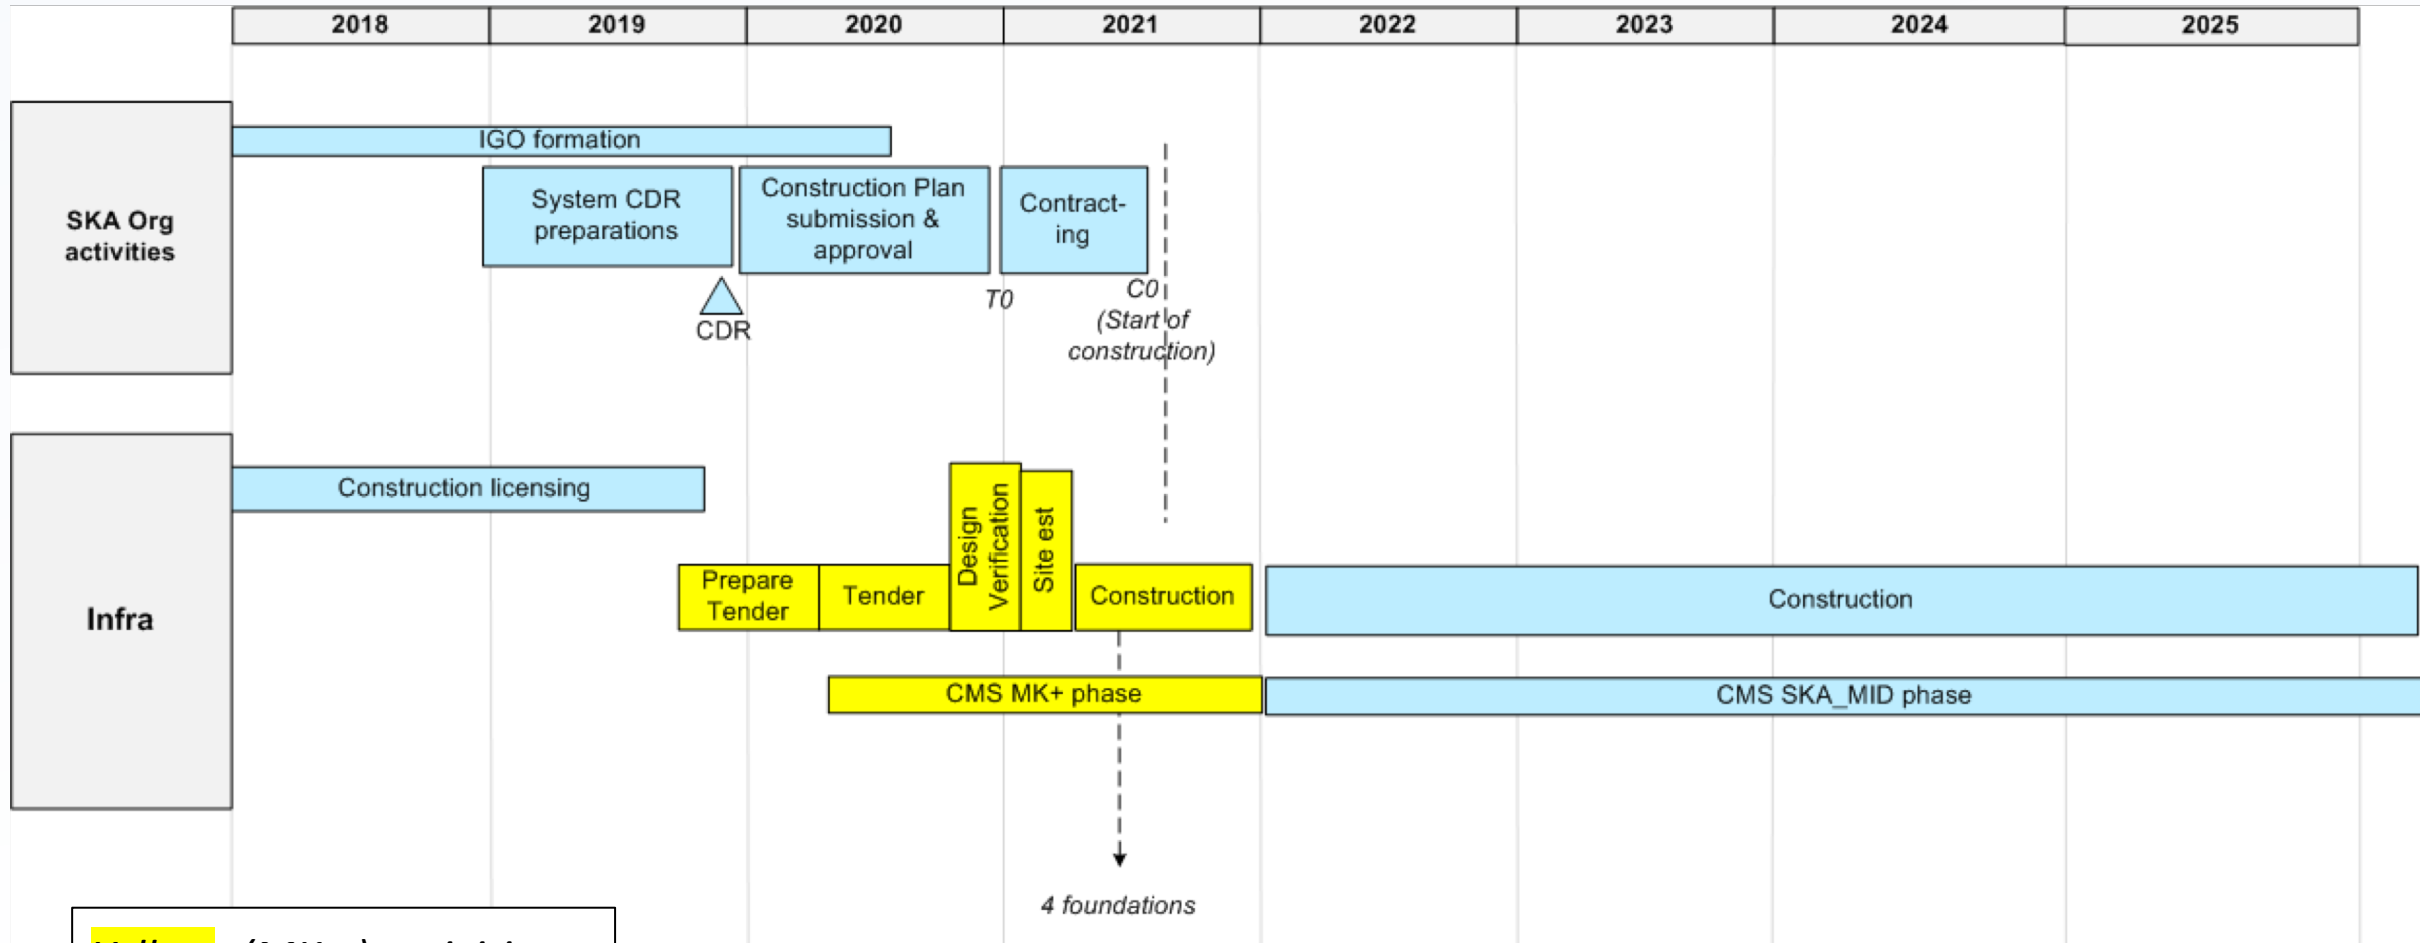 2018 2019 2020 2021 2022 2023 2024 2025
SKA Org
activities
IGO formation
System CDR
preparations
Construction Plan
submission &
approval
Contract-
ing
CDR
T0
C0
(Start of
construction)
Infra
Construction licensing
Prepare
Tender
Tender
Design
Verification
Site est
Construction
Construction
CMS MK+ phase
CMS SKA_MID phase
4 foundations